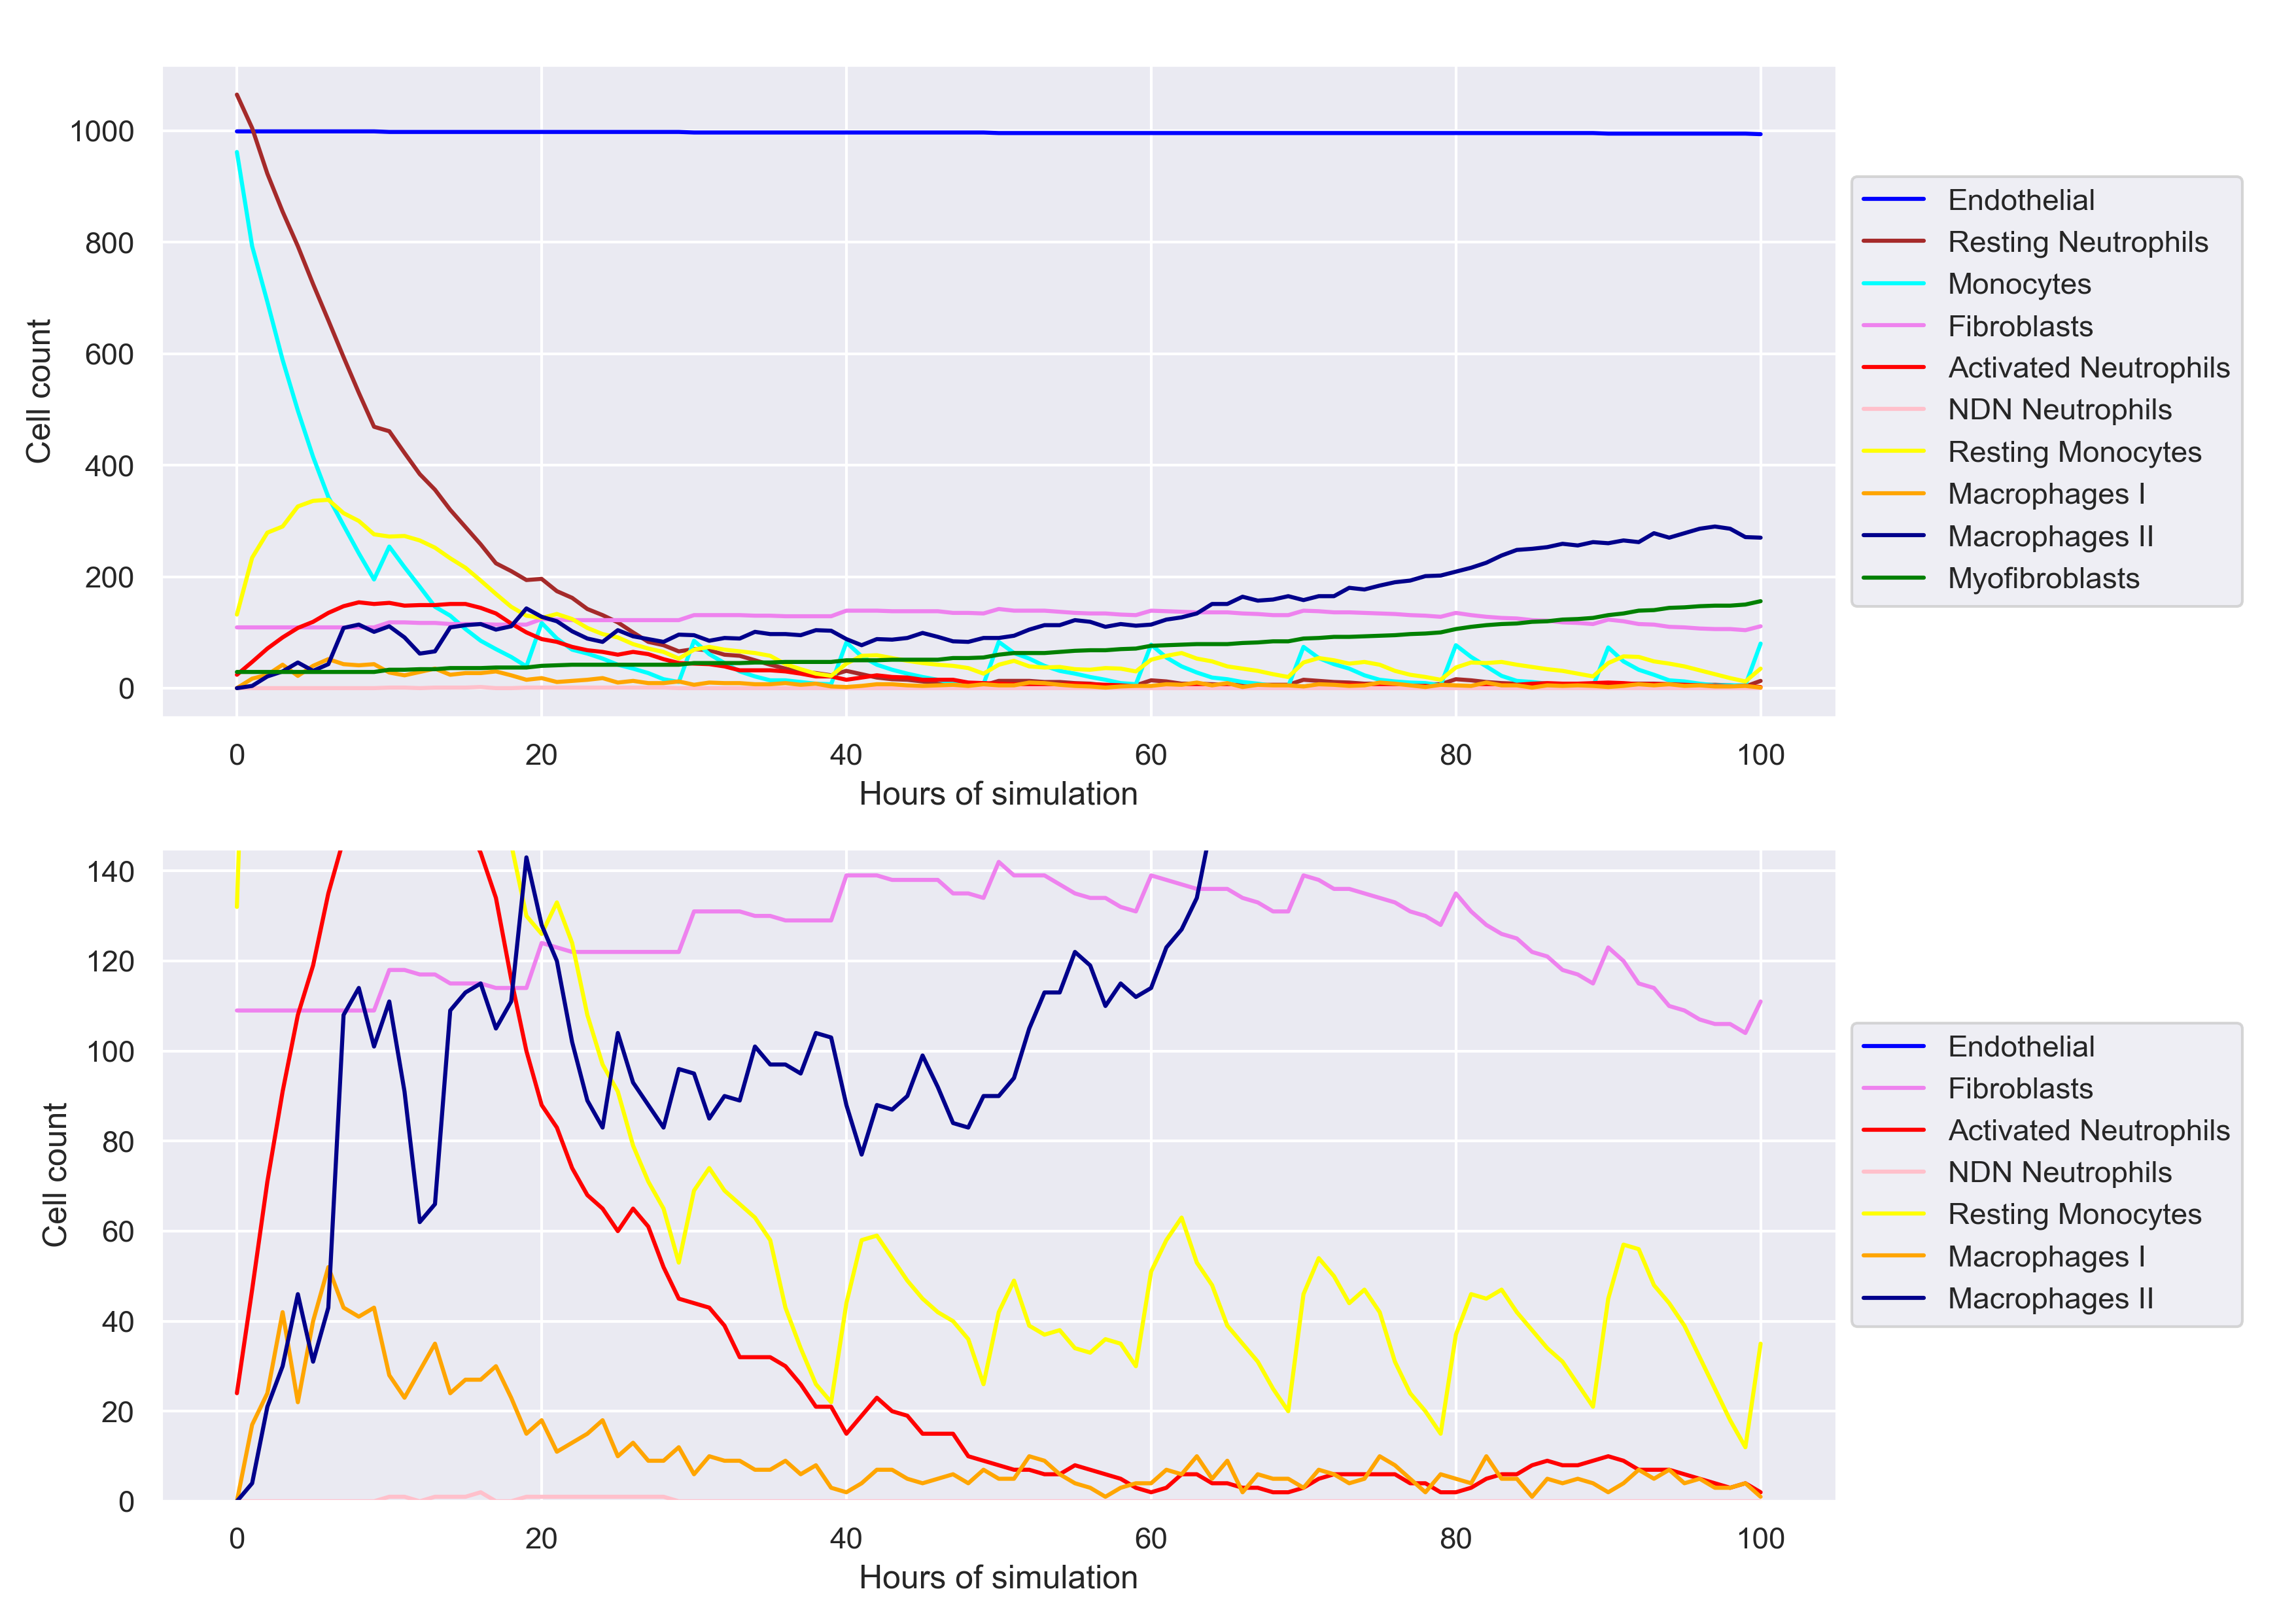 1000
800
600
400
200
0
Cell count
0 20 40 60 80 100
Hours of simulation
Endothelial
Resting Neutrophils
Monocytes
Fibroblasts
Activated Neutrophils
NDN Neutrophils
Resting Monocytes
Macrophages I
Macrophages II
Myofibroblasts
140
120
100
80
60
40
20
0
Cell count
0 20 40 60 80 100
Hours of simulation
Endothelial
Fibroblasts
Activated Neutrophils
NDN Neutrophils
Resting Monocytes
Macrophages I
Macrophages II